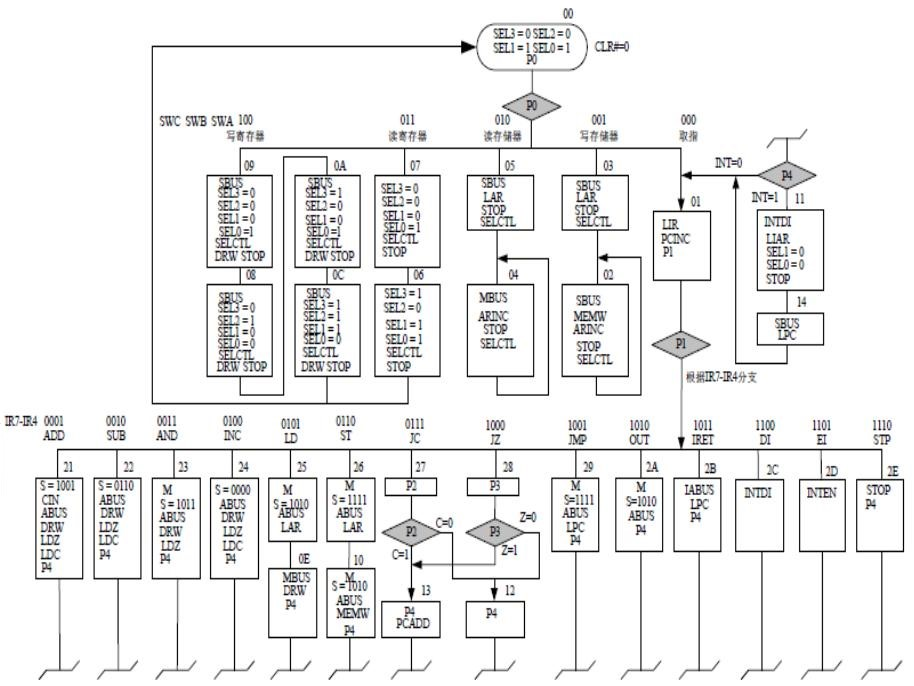 00
SEL3 = 0 SEL2 = 0
SEL1 = 1 SEL0 = 1
P0
CLR#=0
P0
SWC SWB SWA 100
写寄存器
011
读寄存器
010
读存储器
001
写存储器
000
取指
09
SBUS
SEL3 = 0
SEL2 = 0
SEL1 = 0
SEL0 =1
SELCTL
DRW STOP
0A
SBUS
SEL3 = 1
SEL2 = 0
SEL1 = 0
SEL0 =1
SELCTL
DRW STOP
07
SEL3 = 0
SEL2 = 0
SEL1 = 0
SEL0 = 1
SELCTL
STOP
05
SBUS
LAR
STOP
SELCTL
03
SBUS
LAR
STOP
SELCTL
01
LIR
PCINC
P1
INT=0
P4
INT=1
11
INTDI
LIAR
SEL1 = 0
SEL0 = 0
STOP
14
SBUS
LPC
08
SBUS
SEL3 = 0
SEL2 = 1
SEL1 = 0
SEL0 = 0
SELCTL
DRW STOP
0C
SBUS
SEL3 = 1
SEL2 = 1
SEL1 = 1
SEL0 = 0
SELCTL
DRW STOP
06
SEL3 = 1
SEL2 = 0
SEL1 = 1
SEL0 = 1
SELCTL
STOP
04
MBUS
ARINC
STOP
SELCTL
02
SBUS
MEMW
ARINC
STOP
SELCTL
P1
根据IR7-IR4分支
IR7-IR4 0001
ADD
0010
SUB
0011
AND
0100
INC
0101
LD
0110
ST
0111
JC
1000
JZ
1001
JMP
1010
OUT
1011
IRET
1100
DI
1101
EI
1110
STP
21
S = 1001
CIN
ABUS
DRW
LDZ
LDC
P4
22
S = 0110
ABUS
DRW
LDZ
LDC
P4
23
M
S = 1011
ABUS
DRW
LDZ
P4
24
S = 0000
ABUS
DRW
LDZ
LDC
P4
25
M
S = 1010
ABUS
LAR
26
M
S = 1111
ABUS
LAR
27
P2
28
P3
29
M
S=1111
ABUS
LPC
P4
2A
M
S=1010
ABUS
P4
2B
IABUS
LPC
P4
2C
INTDI
2D
INTEN
2E
STOP
P4
P2
C=0
C=1
P3
Z=0
Z=1
0E
MBUS
DRW
P4
10
M
S = 1010
ABUS
MEMW
P4
13
P4
PCADD
12
P4